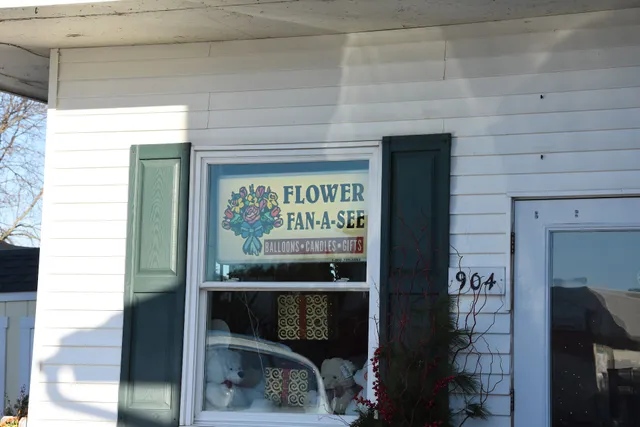 FLOWER
FAN-A-SEE
BALLOONS•CANDLES•GIFTS
904